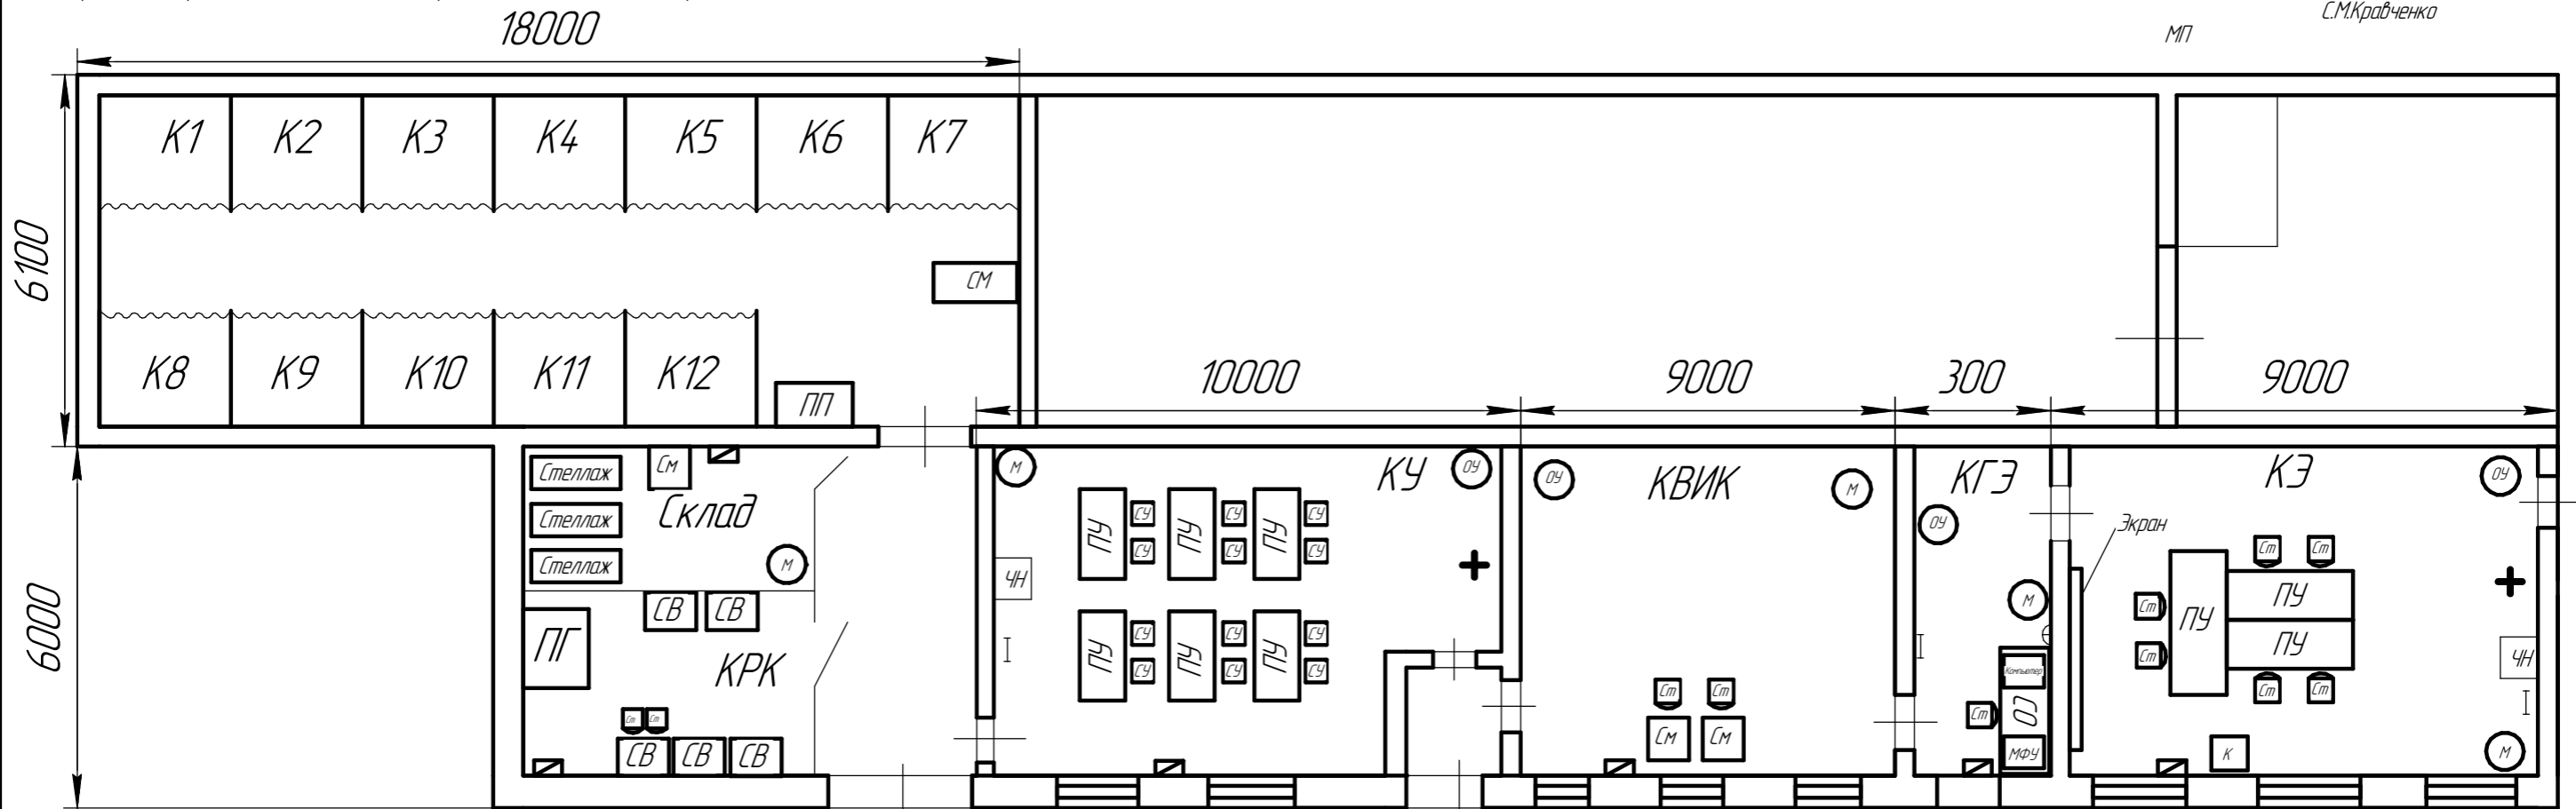 С.М.Кравченко
МП
18000
К1 К2 К3 К4 К5 К6 К7
6100
СМ
10000 9000 300 9000
К8 К9 К10 К11 К12
ПП
Стеллаж См М КУ ОУ ОУ КВИК М КГЭ КЭ ОУ
Стеллаж Склад
ПУ СУ ПУ СУ ПУ СУ
СУ СУ СУ
ОУ Экран
Стеллаж М
ЧН
Ст Ст
6000
СВ СВ
М
Ст ПУ ПУ
ПУ
ПГ
КРК
ПУ СУ ПУ СУ ПУ СУ
СУ СУ СУ
Ст
ЧН
Компьютер
Ст Ст
Ст Ст
Ст Ст
Ст СО
СВ СВ СВ
См См
МФУ
К
М